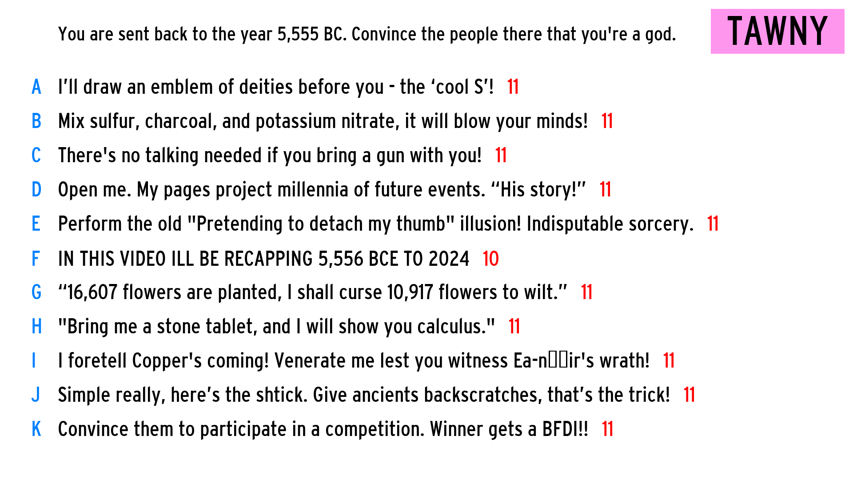 You are sent back to the year 5,555 BC. Convince the people there that you're a god.
TAWNY
A I’ll draw an emblem of deities before you - the ‘cool S’! 11
B Mix sulfur, charcoal, and potassium nitrate, it will blow your minds! 11
C There's no talking needed if you bring a gun with you! 11
D Open me. My pages project millennia of future events. “His story!” 11
E Perform the old "Pretending to detach my thumb" illusion! Indisputable sorcery. 11
F IN THIS VIDEO ILL BE RECAPPING 5,556 BCE TO 2024 10
G “16,607 flowers are planted, I shall curse 10,917 flowers to wilt.” 11
H "Bring me a stone tablet, and I will show you calculus." 11
I I foretell Copper's coming! Venerate me lest you witness Ea-n▯▯ir's wrath! 11
J Simple really, here’s the shtick. Give ancients backscratches, that’s the trick! 11
K Convince them to participate in a competition. Winner gets a BFDI!! 11